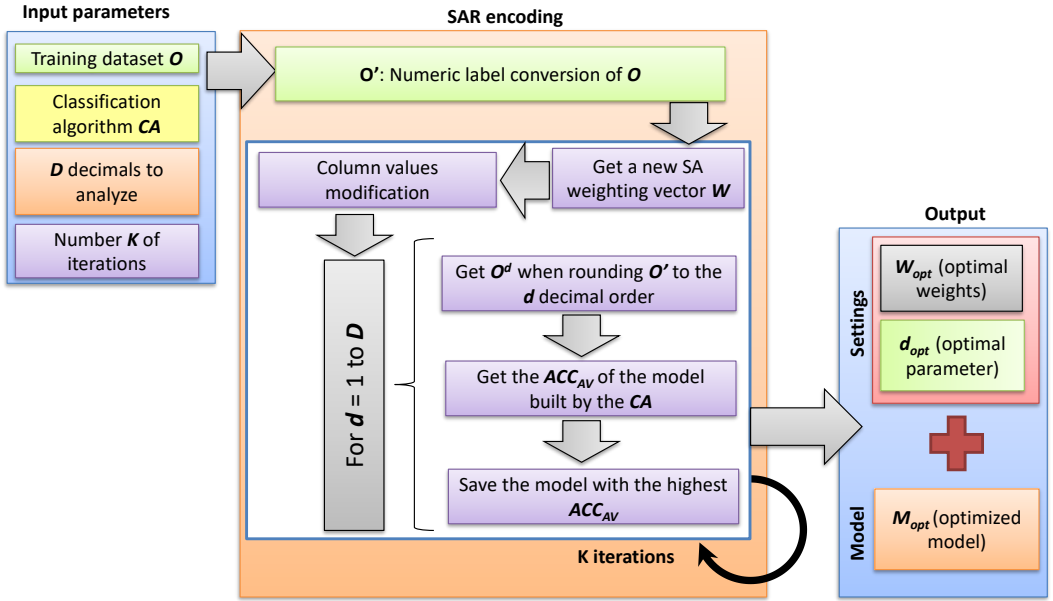 Input parameters
Training dataset O
Classification
algorithm CA
D decimals to
analyze
Number K of
iterations
SAR encoding
O’: Numeric label conversion of O
Get a new SA
weighting vector W
Column values
modification
For d = 1 to D
Get O^d when rounding O’ to the
d decimal order
Get the ACC_AV of the model
built by the CA
Save the model with the highest
ACC_AV
K iterations
Output
Settings
W_opt (optimal
weights)
d_opt (optimal
parameter)
Model
M_opt (optimized
model)